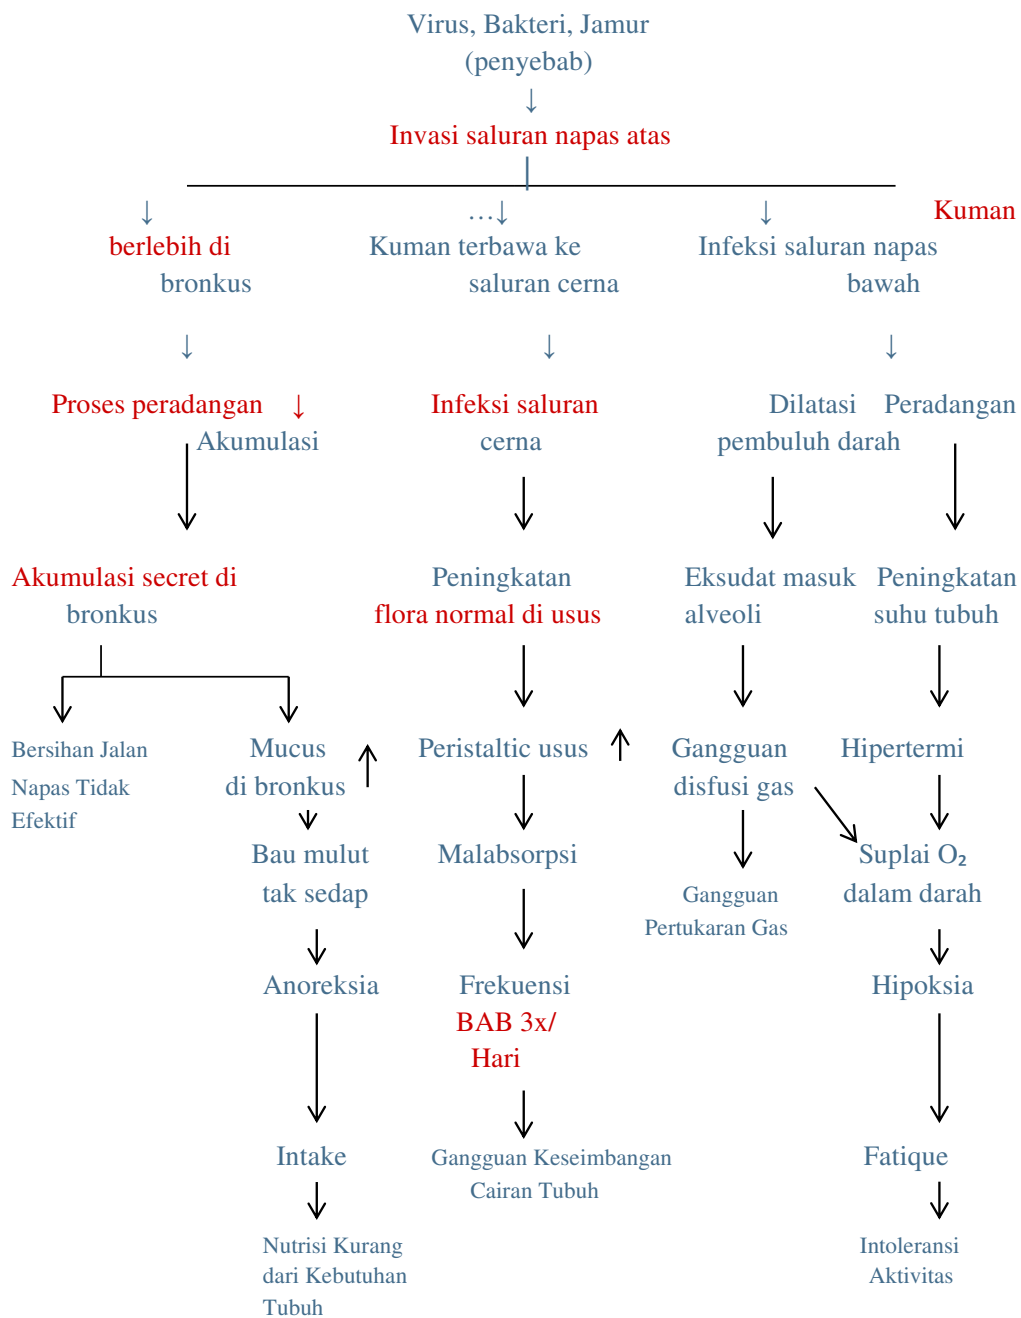 Virus, Bakteri, Jamur
(penyebab)
↓
Invasi saluran napas atas
↓ …↓ ↓ Kuman
berlebih di Kuman terbawa ke Infeksi saluran napas
bronkus saluran cerna bawah
↓ ↓ ↓
Proses peradangan ↓ Infeksi saluran Dilatasi Peradangan
Akumulasi cerna pembuluh darah
Akumulasi secret di Peningkatan Eksudat masuk Peningkatan
bronkus flora normal di usus alveoli suhu tubuh
Bersihan Jalan Mucus Peristaltic usus Gangguan Hipertermi
Napas Tidak di bronkus disfusi gas
Efektif
Bau mulut Malabsorpsi Suplai O₂
tak sedap Gangguan dalam darah
Pertukaran Gas
Anoreksia Frekuensi Hipoksia
BAB 3x/
Hari
Intake Gangguan Keseimbangan Fatique
Cairan Tubuh
Nutrisi Kurang Intoleransi
dari Kebutuhan Aktivitas
Tubuh